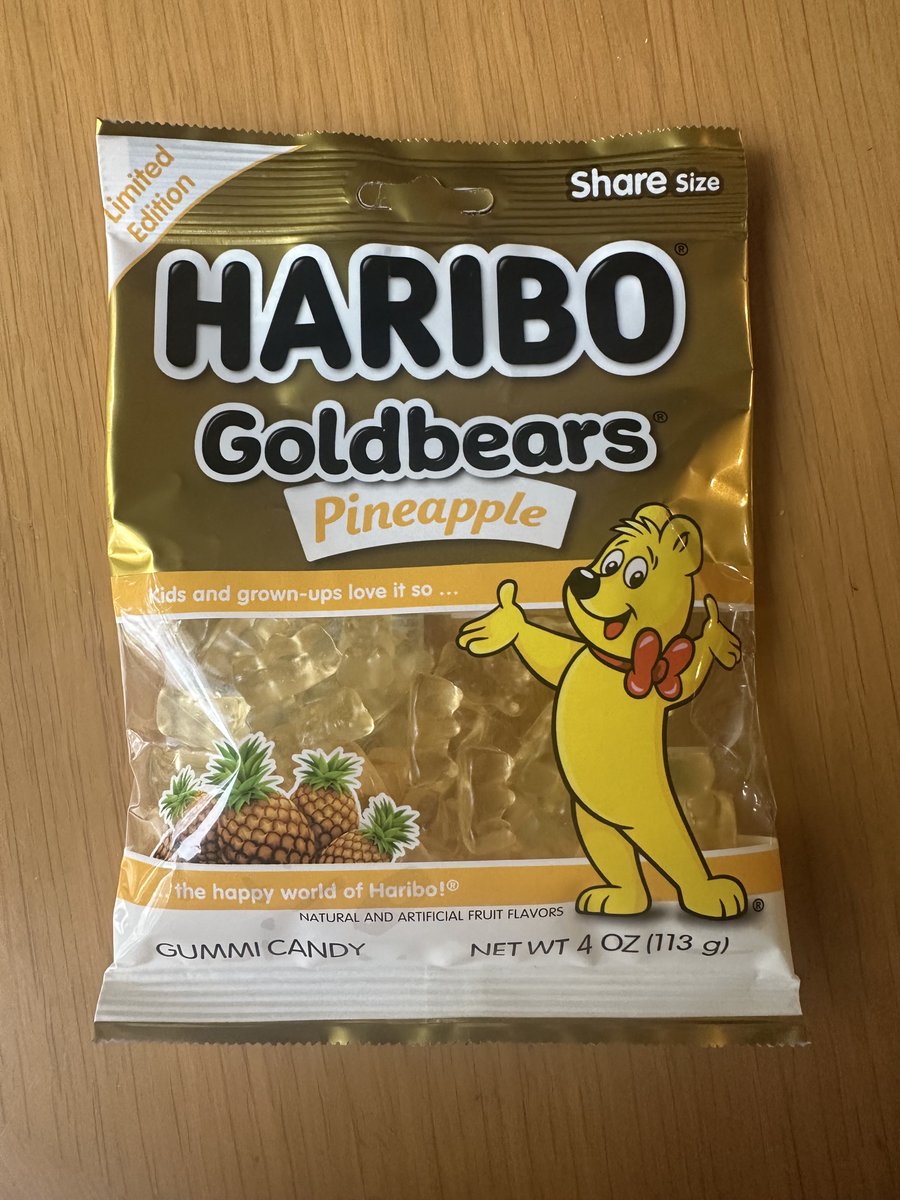 Limited
Edition
Share Size
HARIBO®
Goldbears®
Pineapple
Kids and grown-ups love it so ...
... the happy world of Haribo!®
®
NATURAL AND ARTIFICIAL FRUIT FLAVORS
GUMMI CANDY
NET WT 4 OZ (113 g)